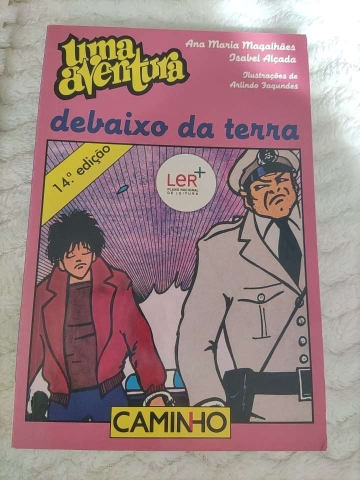 uma
aventura
Ana Maria Magalhães
Isabel Alçada
Ilustrações de
Arlindo Fagundes
debaixo da terra
14.ª edição
LER+
PLANO NACIONAL
DE LEITURA
CAMINHO